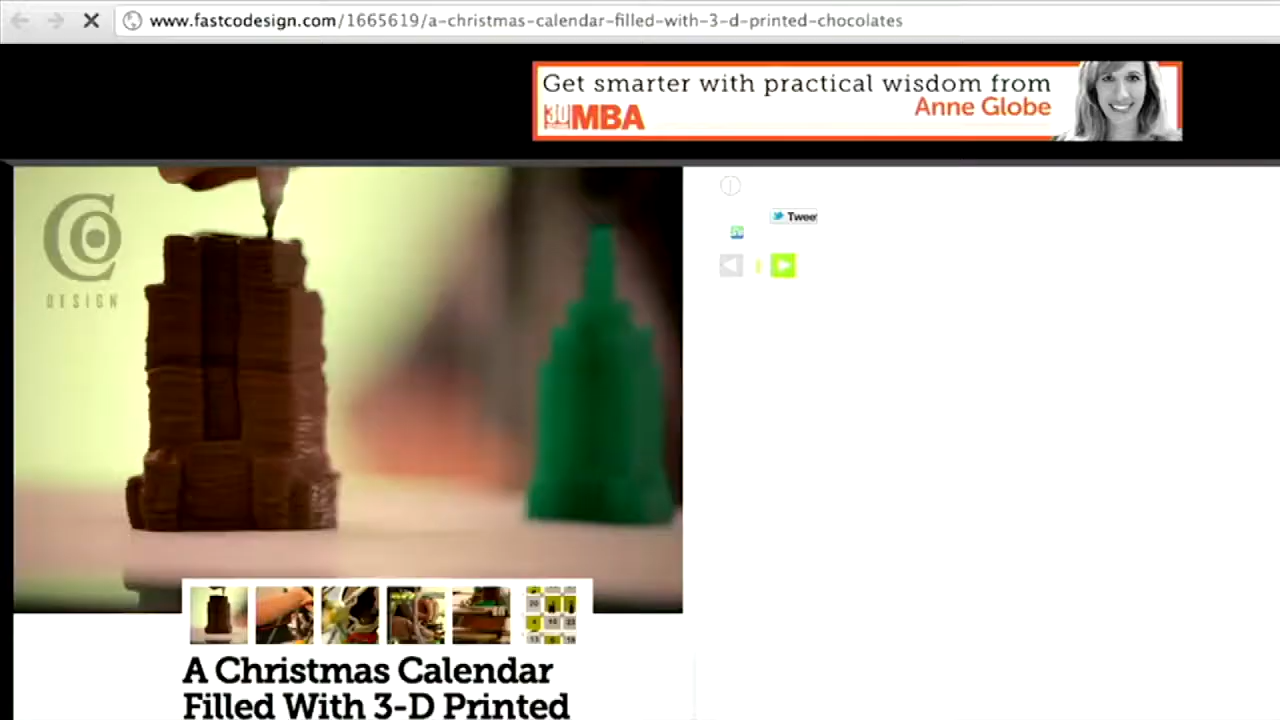 www.fastcodesign.com/1665619/a-christmas-calendar-filled-with-3-d-printed-chocolates
Get smarter with practical wisdom from
Anne Globe
30
MBA
CO
DESIGN
Twee
A Christmas Calendar
Filled With 3-D Printed